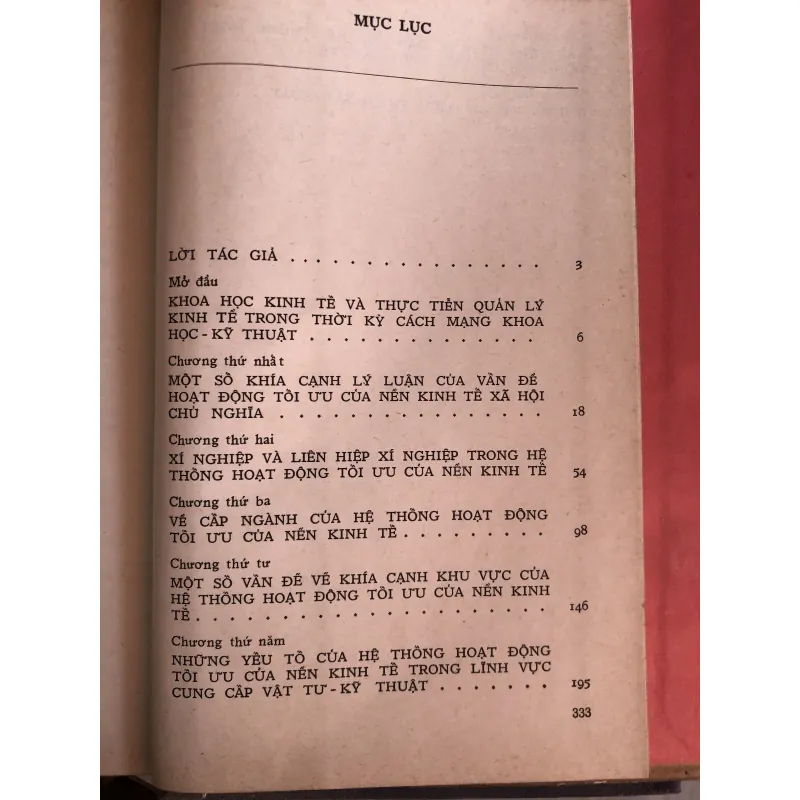 MỤC LỤC
LỜI TÁC GIẢ . . . . . . . . . . . . . . . . . 3
Mở đầu
KHOA HỌC KINH TẾ VÀ THỰC TIỄN QUẢN LÝ
KINH TẾ TRONG THỜI KỲ CÁCH MẠNG KHOA
HỌC - KỸ THUẬT . . . . . . . . . . . . . . . 6
Chương thứ nhất
MỘT SỐ KHÍA CẠNH LÝ LUẬN CỦA VẤN ĐỀ
HOẠT ĐỘNG TỐI ƯU CỦA NỀN KINH TẾ XÃ HỘI
CHỦ NGHĨA . . . . . . . . . . . . . . . . . 18
Chương thứ hai
XÍ NGHIỆP VÀ LIÊN HIỆP XÍ NGHIỆP TRONG HỆ
THỐNG HOẠT ĐỘNG TỐI ƯU CỦA NỀN KINH TẾ 54
Chương thứ ba
VỀ CẤP NGÀNH CỦA HỆ THỐNG HOẠT ĐỘNG
TỐI ƯU CỦA NỀN KINH TẾ . . . . . . . . . 98
Chương thứ tư
MỘT SỐ VẤN ĐỀ VỀ KHÍA CẠNH KHU VỰC CỦA
HỆ THỐNG HOẠT ĐỘNG TỐI ƯU CỦA NỀN KINH
TẾ . . . . . . . . . . . . . . . . . . . . . . . 146
Chương thứ năm
NHỮNG YẾU TỐ CỦA HỆ THỐNG HOẠT ĐỘNG
TỐI ƯU CỦA NỀN KINH TẾ TRONG LĨNH VỰC
CUNG CẤP VẬT TƯ - KỸ THUẬT . . . . . . . 195
333